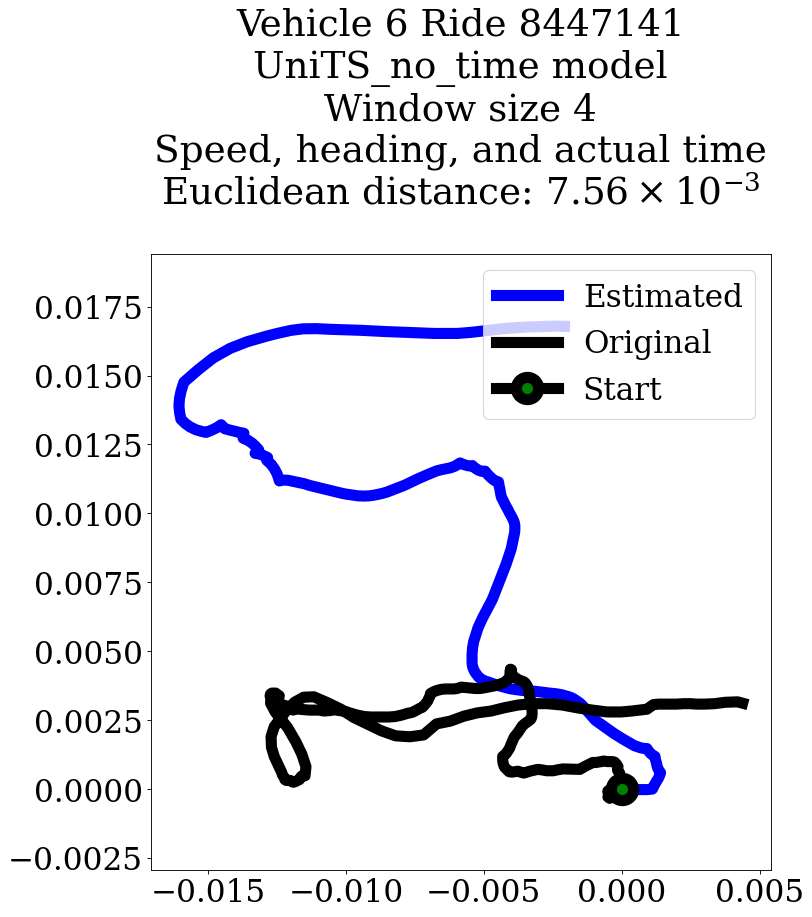 Vehicle 6 Ride 8447141
UniTS_no_time model
Window size 4
Speed, heading, and actual time
Euclidean distance: 7.56 × 10⁻³
Estimated
Original
Start
0.0175
0.0150
0.0125
0.0100
0.0075
0.0050
0.0025
0.0000
−0.0025
−0.015 −0.010 −0.005 0.000 0.005